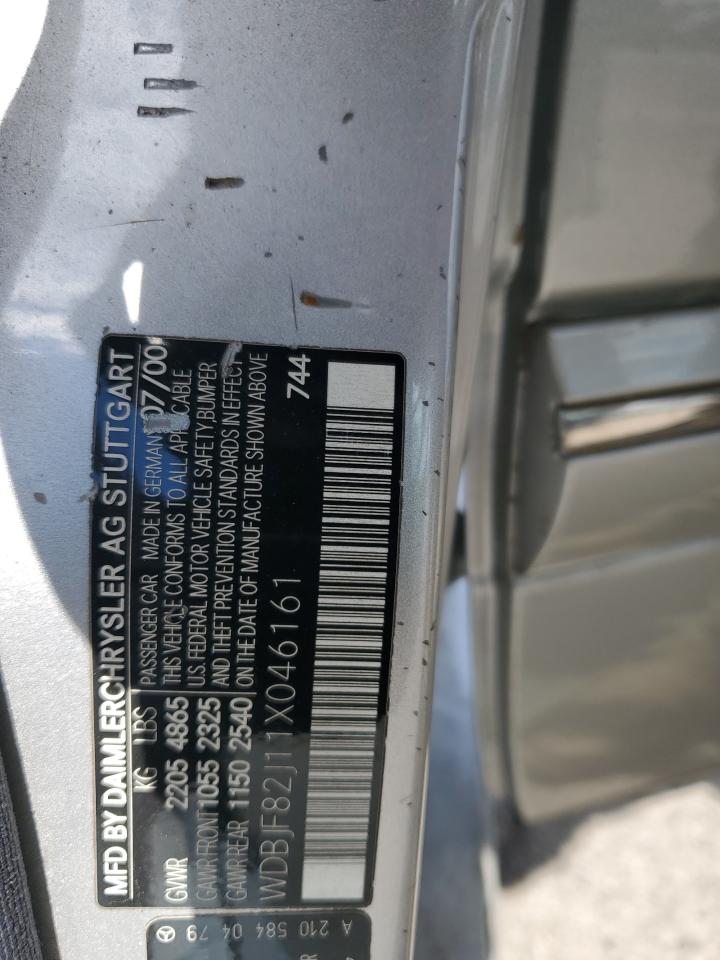 MFD BY DAIMLERCHRYSLER AG STUTTGART
KG LBS PASSENGER CAR MADE IN GERMANY 07/00
GVWR 2205 4865 THIS VEHICLE CONFORMS TO ALL APPLICABLE
GAWR FRONT 1055 2325 U.S. FEDERAL MOTOR VEHICLE SAFETY BUMPER
GAWR REAR 1150 2540 AND THEFT PREVENTION STANDARDS IN EFFECT
ON THE DATE OF MANUFACTURE SHOWN ABOVE
WDBJF82J11X046161 744
A 210 584 04 79